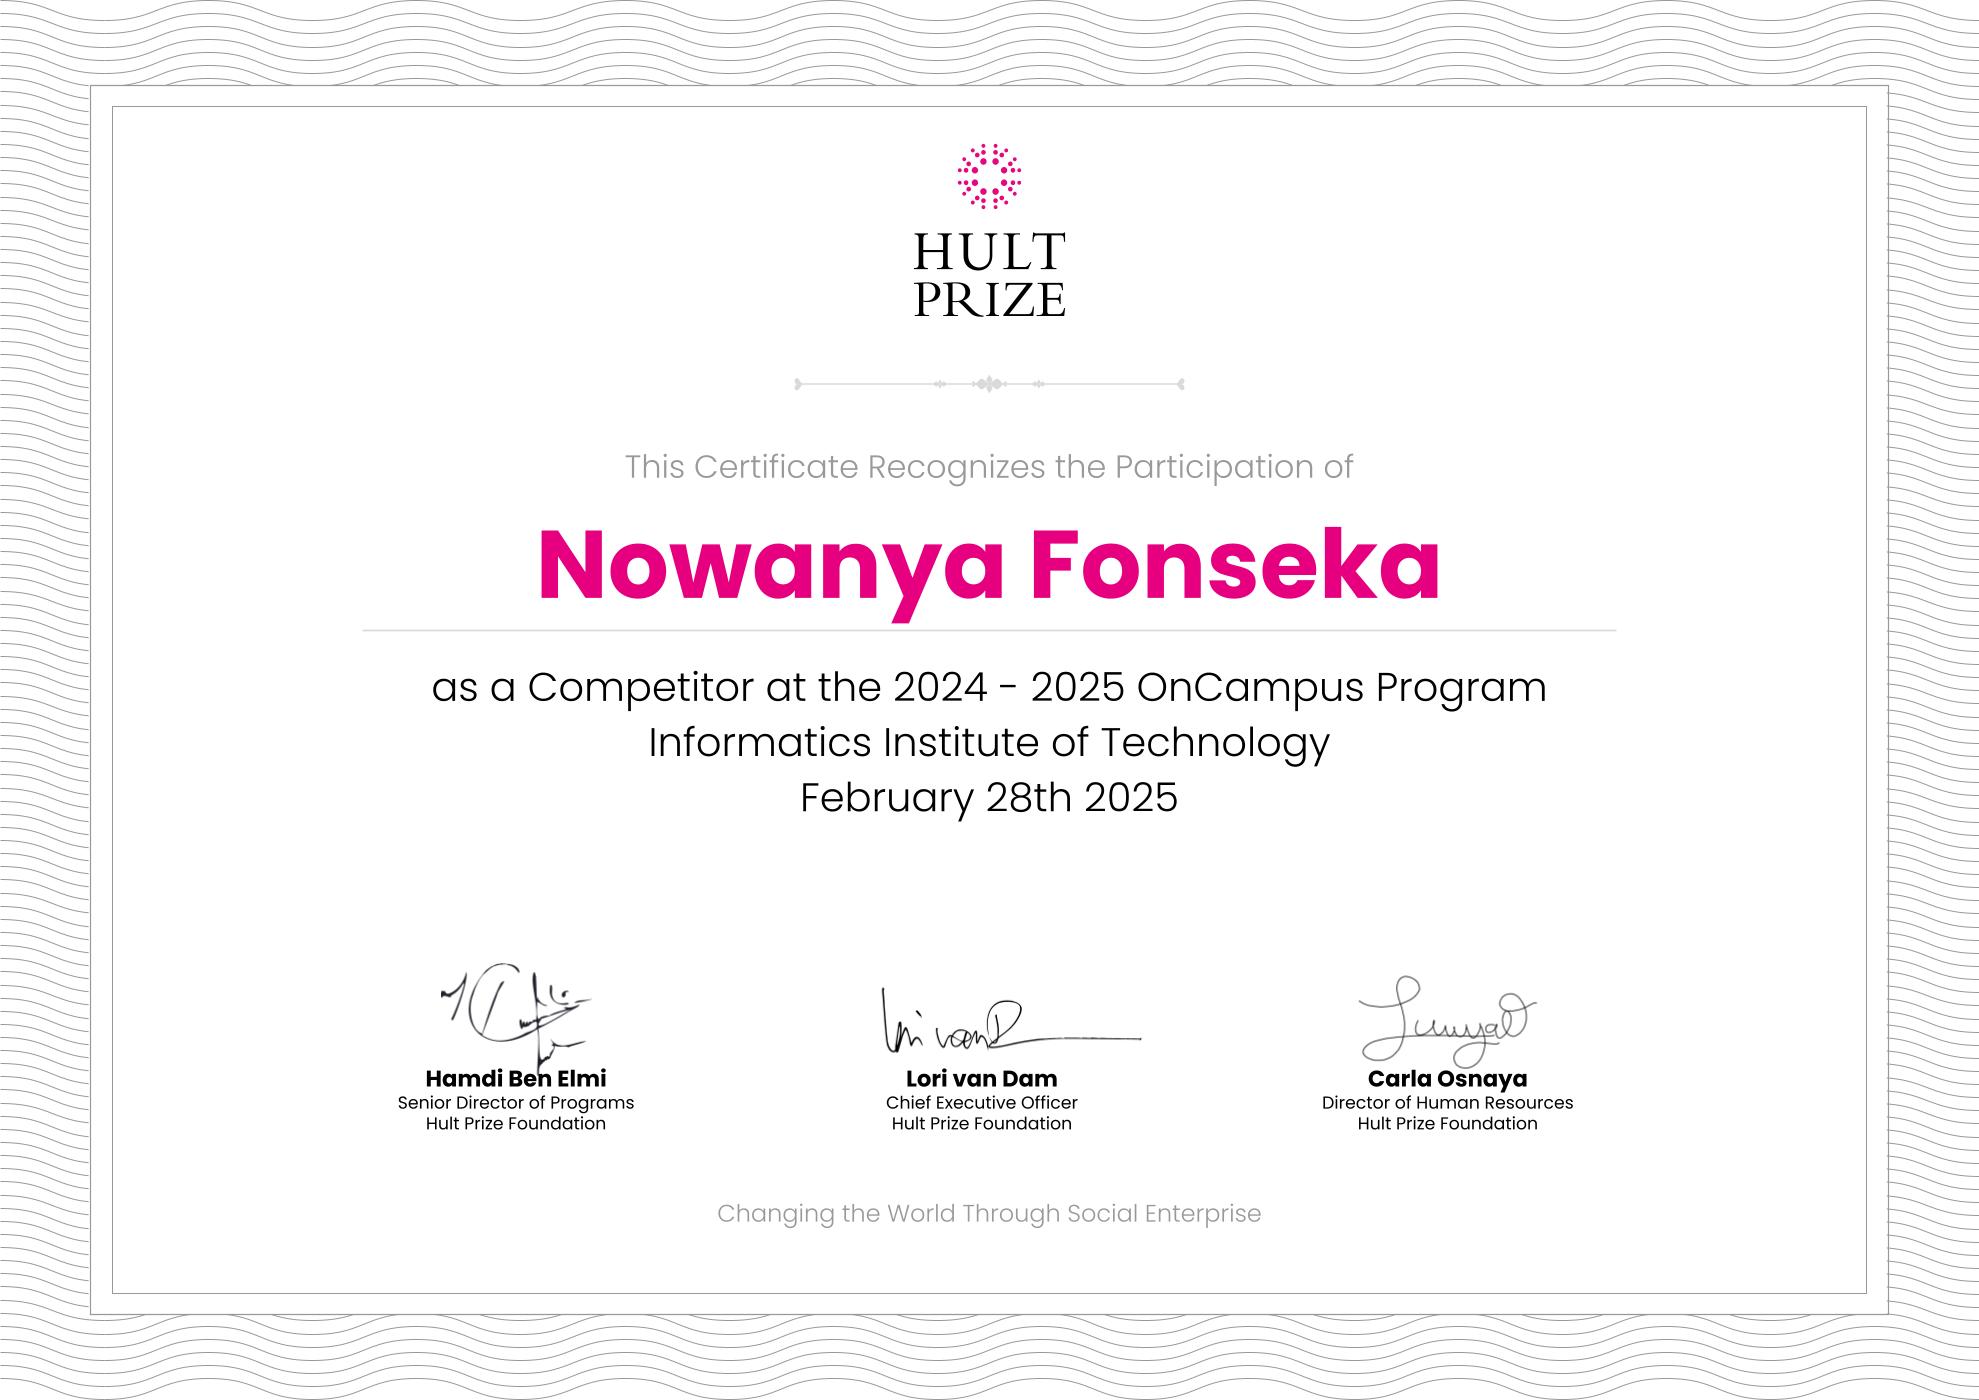 HULT
PRIZE
This Certificate Recognizes the Participation of
Nowanya Fonseka
as a Competitor at the 2024 - 2025 OnCampus Program
Informatics Institute of Technology
February 28th 2025
Hamdi Ben Elmi
Senior Director of Programs
Hult Prize Foundation
Lori van Dam
Chief Executive Officer
Hult Prize Foundation
Carla Osnaya
Director of Human Resources
Hult Prize Foundation
Changing the World Through Social Enterprise